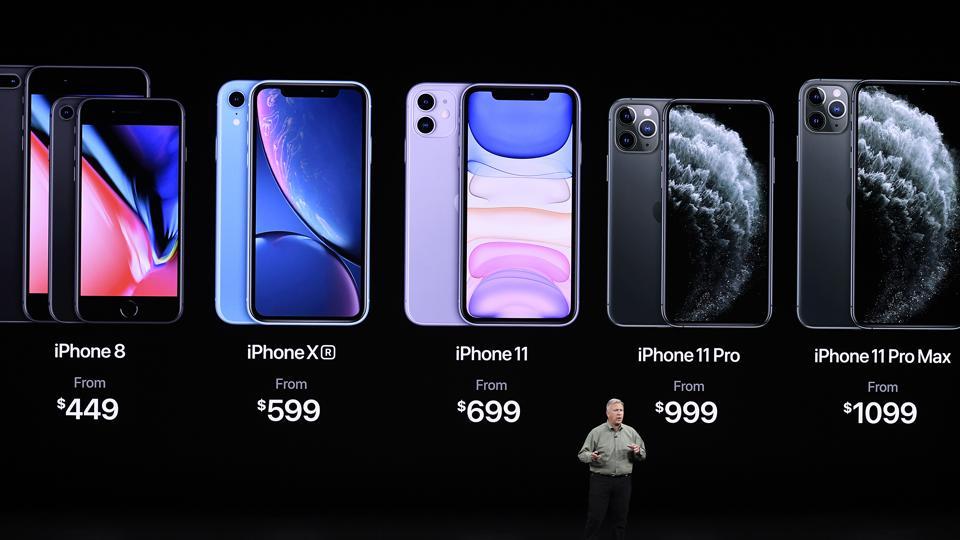 iPhone 8
From
$449
iPhone XR
From
$599
iPhone 11
From
$699
iPhone 11 Pro
From
$999
iPhone 11 Pro Max
From
$1099